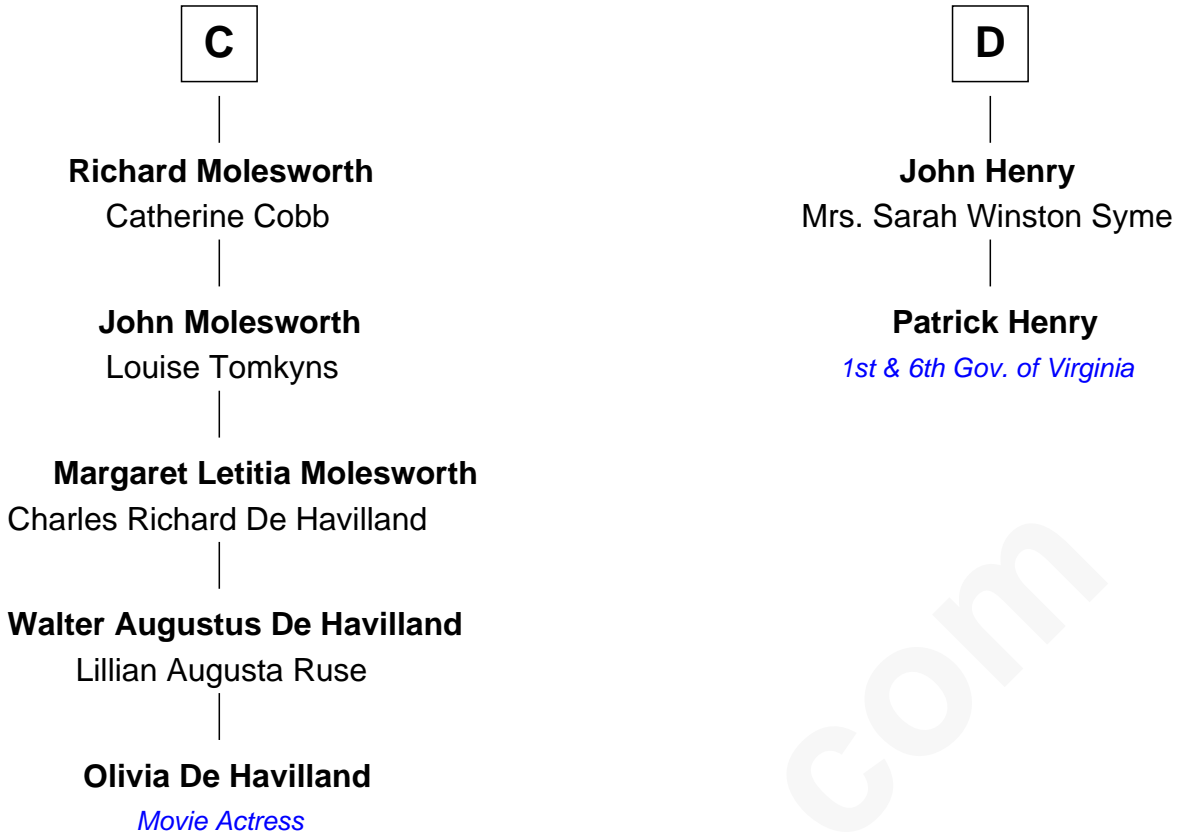 C
Richard Molesworth
Catherine Cobb
John Molesworth
Louise Tomkyns
Margaret Letitia Molesworth
Charles Richard De Havilland
Walter Augustus De Havilland
Lillian Augusta Ruse
Olivia De Havilland
Movie Actress
D
John Henry
Mrs. Sarah Winston Syme
Patrick Henry
1st & 6th Gov. of Virginia
com